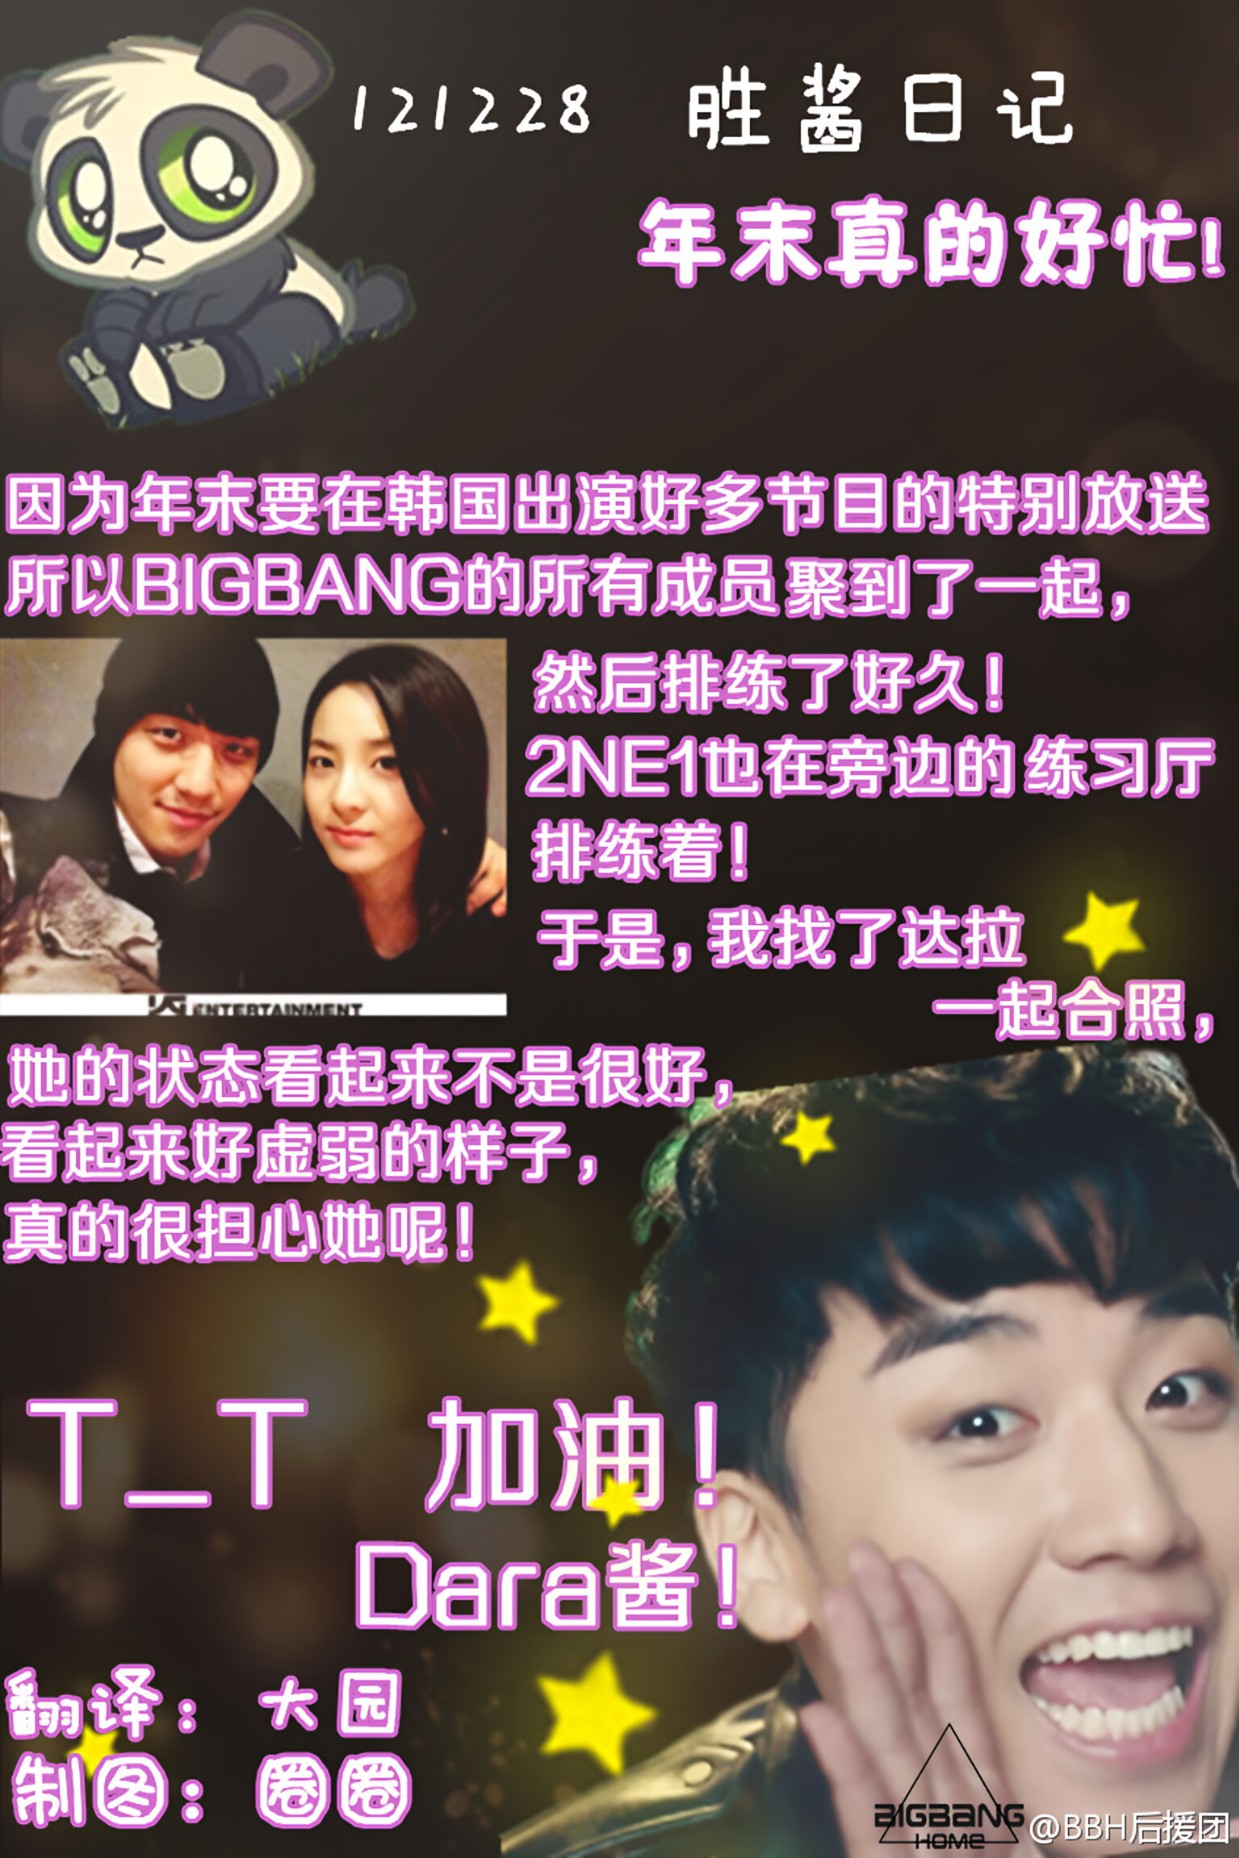 121228 胜酱日记
年末真的好忙!
因为年末要在韩国出演好多节目的特别放送
所以BIGBANG的所有成员聚到了一起，
然后排练了好久！
2NE1也在旁边的练习厅
排练着！
于是，我找了达拉
一起合照，
YG ENTERTAINMENT
她的状态看起来不是很好，
看起来好虚弱的样子，
真的很担心她呢！
T_T 加油！
Dara酱！
翻译：大园
制图：圈圈
BIGBANG
HOME
@BBH后援团